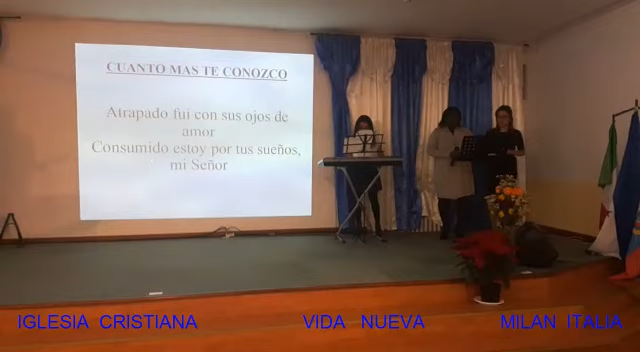 CUANTO MAS TE CONOZCO
Atrapado fui con sus ojos de
amor
Consumido estoy por tus sueños,
mi Señor
IGLESIA CRISTIANA VIDA NUEVA MILAN ITALIA